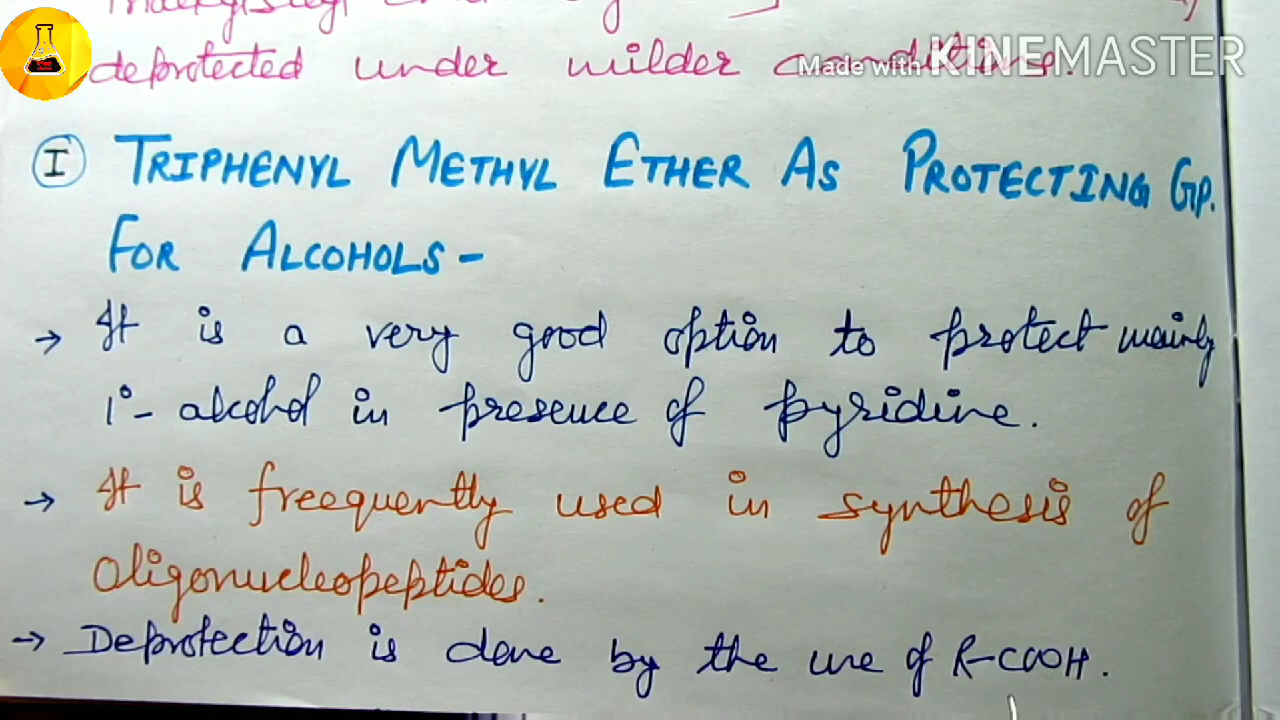 deprotected under milder conditions.
Made with KINEMASTER
I TRIPHENYL METHYL ETHER AS PROTECTING GP.
FOR ALCOHOLS -
→ It is a very good option to protect mainly
1°- alcohol in presence of pyridine.
→ It is freequently used in synthesis of
Oligonucleopeptides.
→ Deprotection is done by the use of R-COOH.